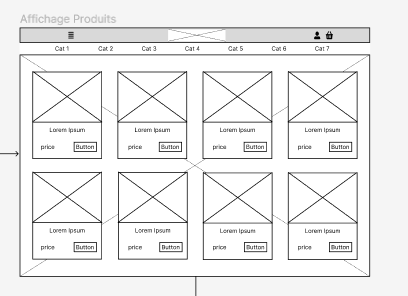 Affichage Produits
Cat 1 Cat 2 Cat 3 Cat 4 Cat 5 Cat 6 Cat 7
Lorem Ipsum Lorem Ipsum Lorem Ipsum Lorem Ipsum
price Button price Button price Button price Button
Lorem Ipsum Lorem Ipsum Lorem Ipsum Lorem Ipsum
price Button price Button price Button price Button